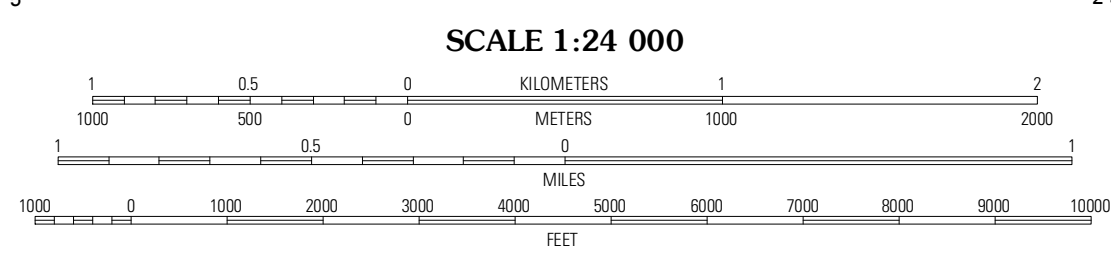 SCALE 1:24 000
1 0.5 0 KILOMETERS 1 2
1000 500 0 METERS 1000 2000
1 0.5 0 1
MILES
1000 0 1000 2000 3000 4000 5000 6000 7000 8000 9000 10000
FEET